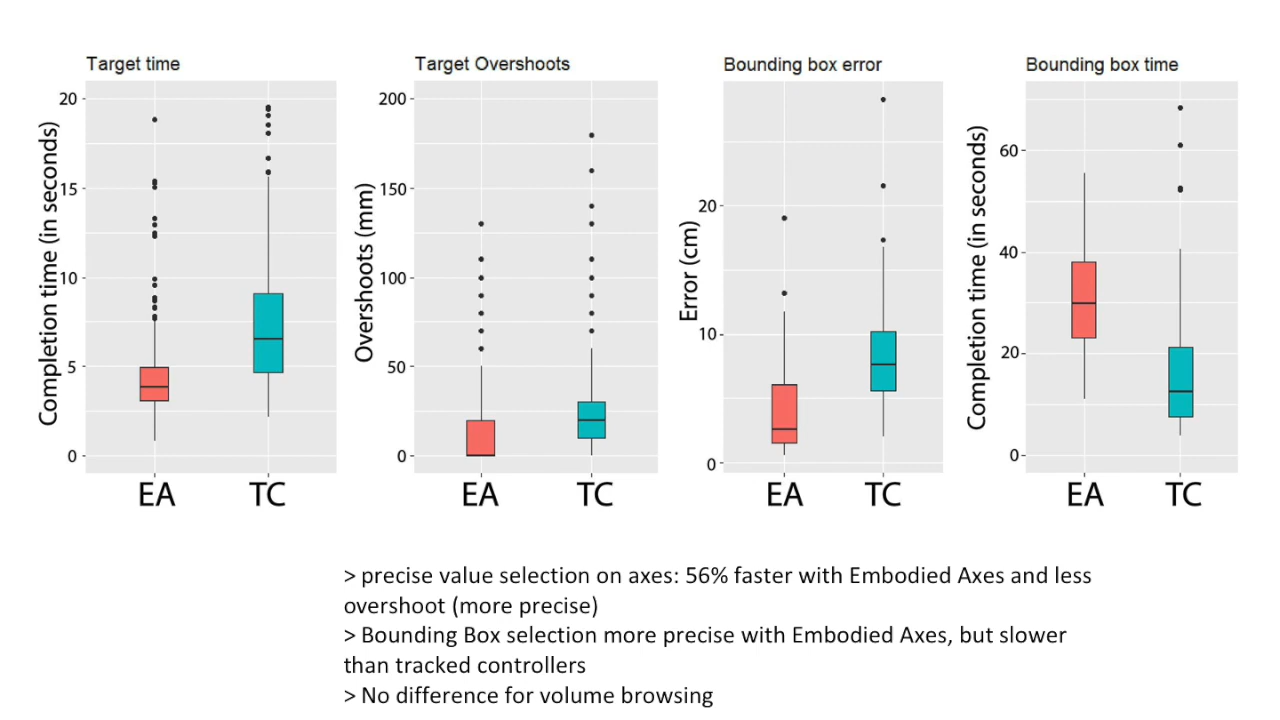 Target time
Target Overshoots
Bounding box error
Bounding box time
Completion time (in seconds)
20
15
10
5
0
EA
TC
Overshoots (mm)
200
150
100
50
0
EA
TC
Error (cm)
20
10
0
EA
TC
Completion time (in seconds)
60
40
20
0
EA
TC
> precise value selection on axes: 56% faster with Embodied Axes and less
overshoot (more precise)
> Bounding Box selection more precise with Embodied Axes, but slower
than tracked controllers
> No difference for volume browsing